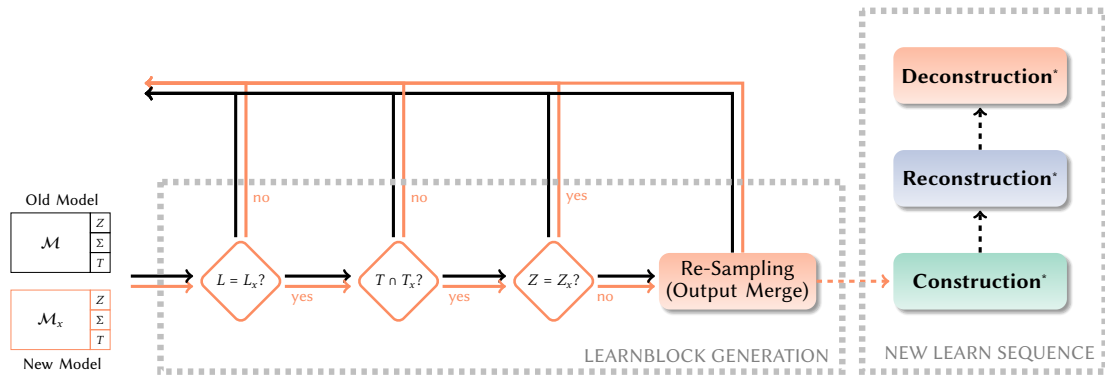 Deconstruction*
Reconstruction*
no
no
yes
Old Model
M
Z
Σ
T
L = Lₓ?
T ∩ Tₓ?
Z = Zₓ?
Re-Sampling
(Output Merge)
Construction*
yes
yes
no
Mₓ
Z
Σ
T
New Model
LEARNBLOCK GENERATION
NEW LEARN SEQUENCE